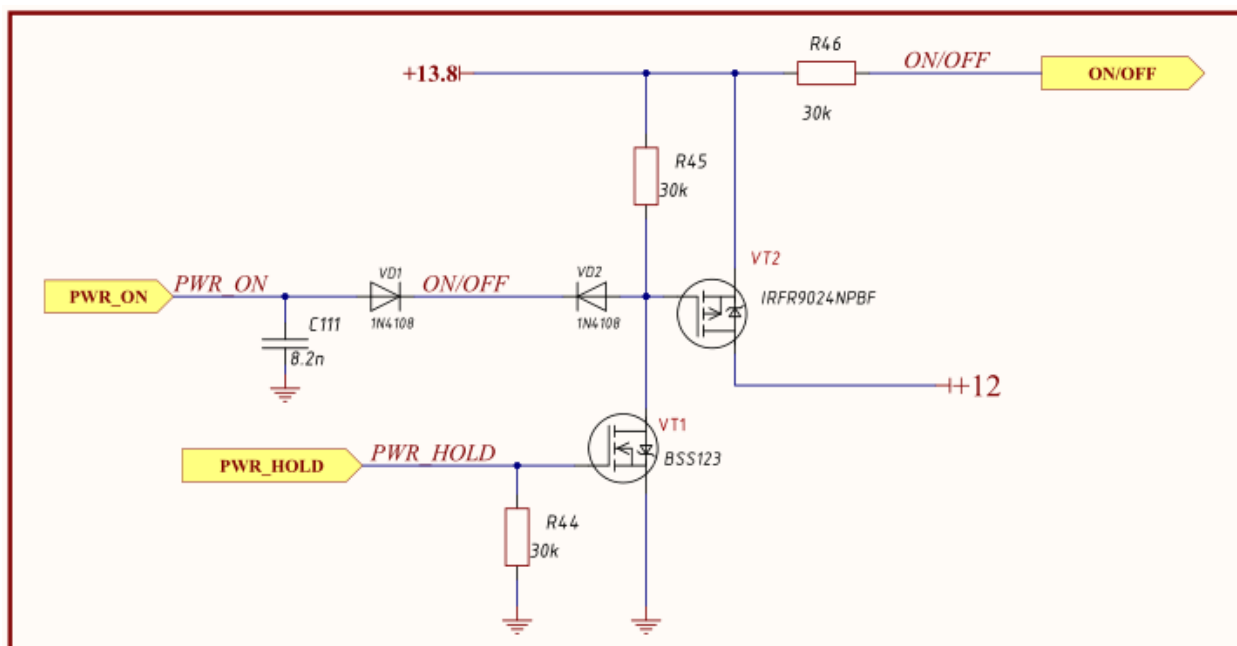 R46
ON/OFF
ON/OFF
+13.8
30k
R45
30k
VT2
PWR_ON
PWR_ON
VD1
ON/OFF
VD2
IRFR9024NPBF
1N4108
1N4108
C111
8.2n
VT1
PWR_HOLD
PWR_HOLD
BSS123
+12
R44
30k